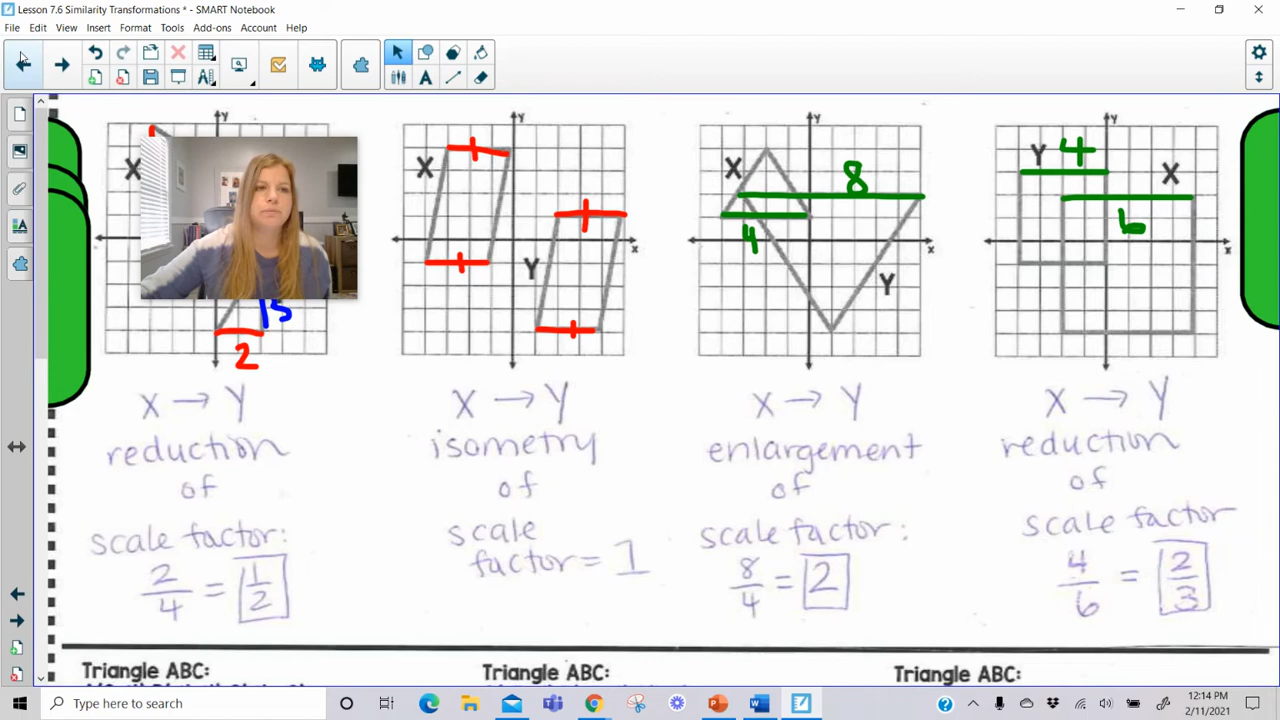 Lesson 7.6 Similarity Transformations * - SMART Notebook
File Edit View Insert Format Tools Add-ons Account Help
y
X
15
2
y
X
Y
x
y
X
8
4
Y
x
y
Y
4
X
6
x
X → Y
reduction
of
scale factor:
2/4 = 1/2
X → Y
isometry
of
scale
factor = 1
X → Y
enlargement
of
scale factor:
8/4 = 2
X → Y
reduction
of
scale factor
4/6 = 2/3
Triangle ABC:
Triangle ABC:
Triangle ABC:
Type here to search
12:14 PM
2/11/2021